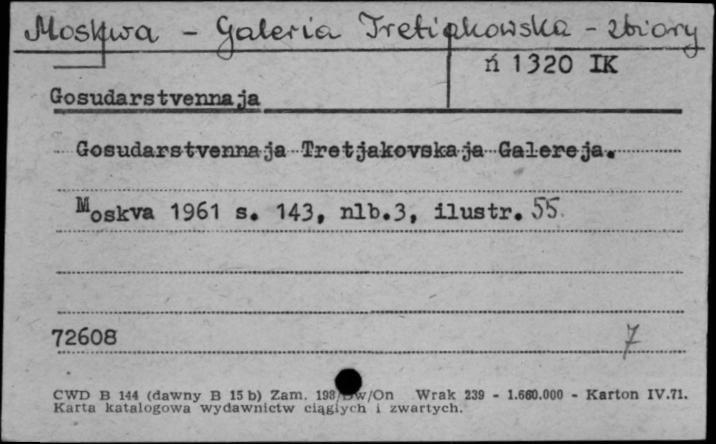 Moskwa - Galeria Tretiakowska - zbiory
ń 1320 IK
Gosudarstvennaja
Gosudarstvennaja Tretjakovskaja Galereja.
Moskva 1961 s. 143, nlb.3, ilustr. 55.
72608
7
CWD B 144 (dawny B 15 b) Zam. 198/Dw/On Wrak 239 - 1.660.000 - Karton IV.71.
Karta katalogowa wydawnictw ciągłych i zwartych.